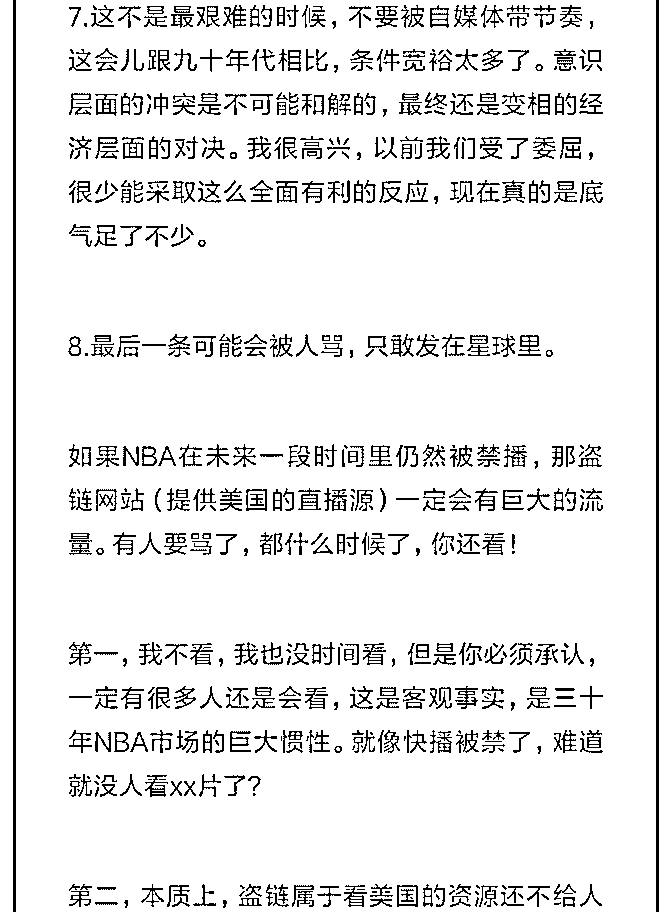 7.这不是最艰难的时候，不要被自媒体带节奏，
这会儿跟九十年代相比，条件宽裕太多了。意识
层面的冲突是不可能和解的，最终还是变相的经
济层面的对决。我很高兴，以前我们受了委屈，
很少能采取这么全面有利的反应，现在真的是底
气足了不少。
8.最后一条可能会被人骂，只敢发在星球里。
如果NBA在未来一段时间里仍然被禁播，那盗
链网站（提供美国的直播源）一定会有巨大的流
量。有人要骂了，都什么时候了，你还看！
第一，我不看，我也没时间看，但是你必须承认，
一定有很多人还是会看，这是客观事实，是三十
年NBA市场的巨大惯性。就像快播被禁了，难道
就没人看xx片了？
第二，本质上，盗链属于看美国的资源还不给人